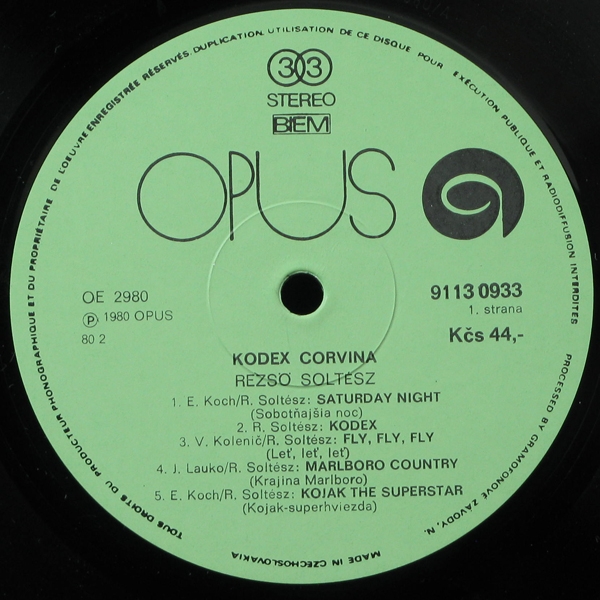 TOUS DROITS DU PRODUCTEUR PHONOGRAPHIQUE ET DU PROPRIÉTAIRE DE L'OEUVRE ENREGISTRÉE RÉSERVÉS. DUPLICATION, UTILISATION DE CE DISQUE POUR EXÉCUTION PUBLIQUE ET RADIODIFFUSION INTERDITES
33
STEREO
BIEM
OPUS
OE 2980
Ⓟ 1980 OPUS
80 2
9113 0933
1. strana
Kčs 44,-
KODEX CORVINA
REZSÖ SOLTÉSZ
1. E. Koch/R. Soltész: SATURDAY NIGHT
(Sobotňajšia noc)
2. R. Soltész: KODEX
3. V. Kolenič/R. Soltész: FLY, FLY, FLY
(Leť, leť, leť)
4. J. Lauko/R. Soltész: MARLBORO COUNTRY
(Krajina Marlboro)
5. E. Koch/R. Soltész: KOJAK THE SUPERSTAR
(Kojak-superhviezda)
PROCESSED BY GRAMOFONOVÉ ZÁVODY, N.
MADE IN CZECHOSLOVAKIA